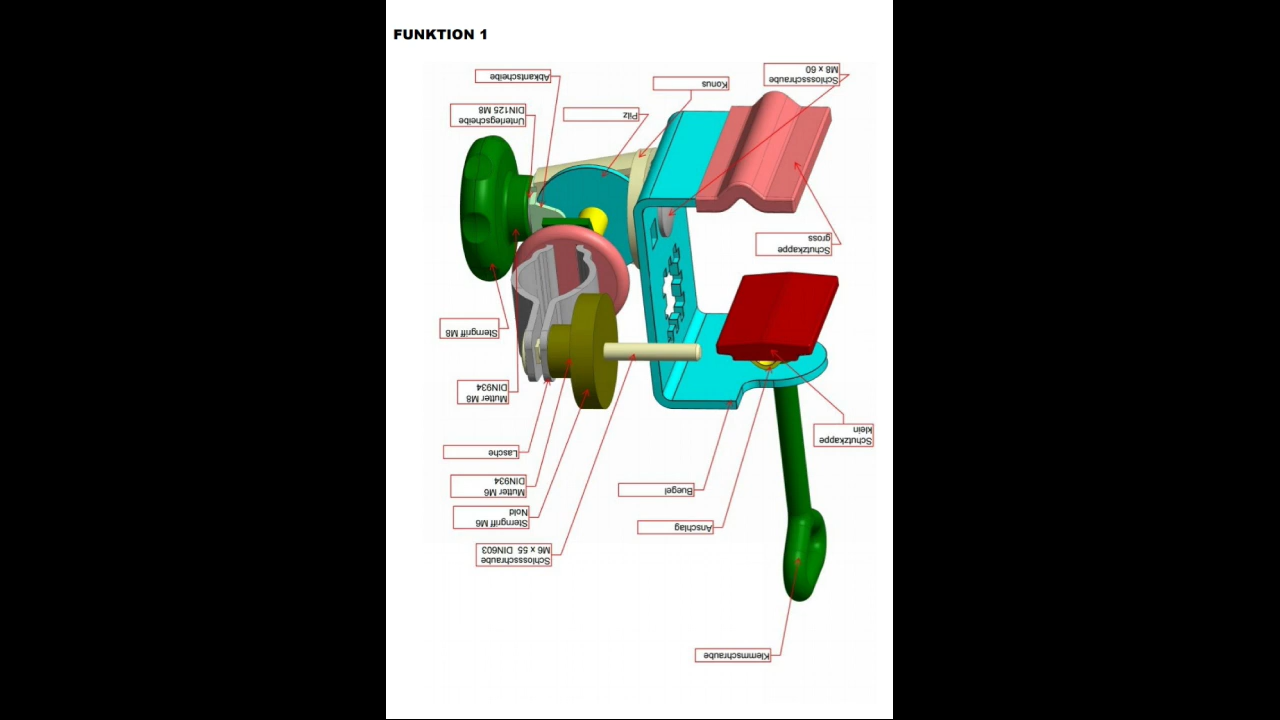 FUNKTION 1
Schlossschraube
M8 x 60
Abkantscheibe
Konus
Unterlegscheibe
DIN125 M8
Pilz
Schutzkappe
gross
Sterngriff M8
Mutter M8
DIN934
Schutzkappe
klein
Lasche
Mutter M6
DIN934
Buegel
Sterngriff M6
Nold
Anschlag
Schlossschraube
M6 x 55 DIN603
Klemmschraube